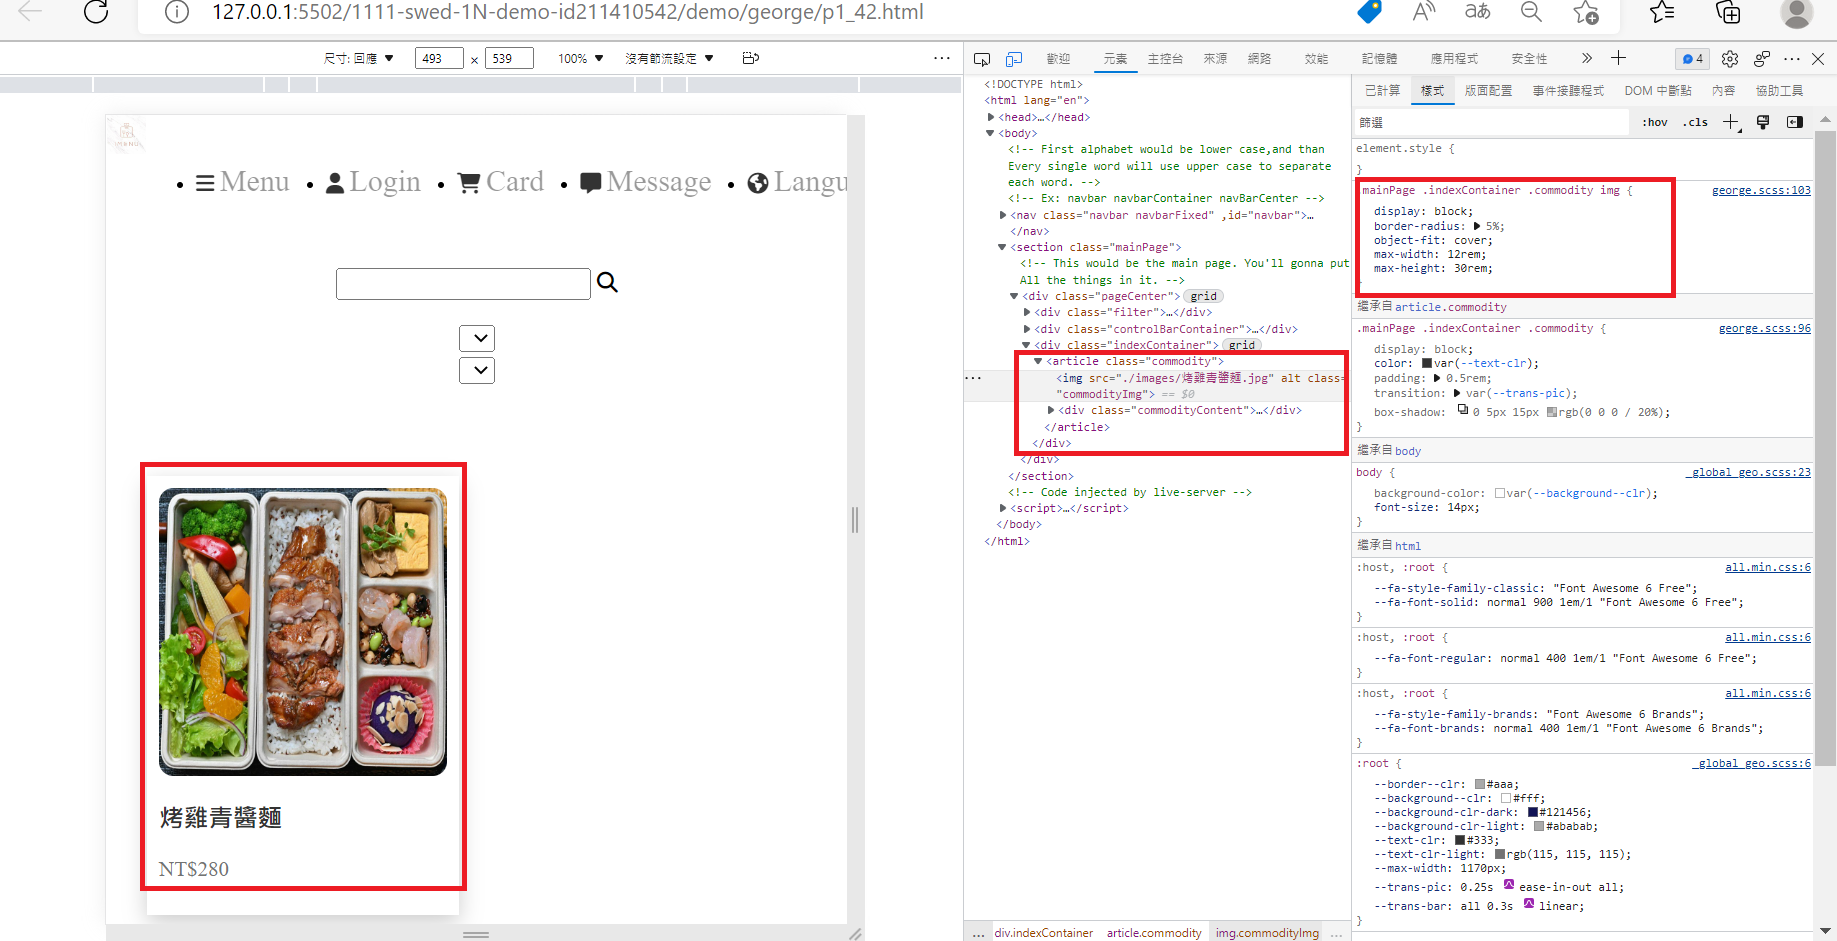 127.0.0.1:5502/1111-swed-1N-demo-id211410542/demo/george/p1_42.html
尺寸: 回應 ▼ 493 × 539 100% ▼ 沒有節流設定 ▼
歡迎 元素 主控台 來源 網路 效能 記憶體 應用程式 安全性 4
Menu Login Card Message Langu
烤雞青醬麵
NT$280
<!DOCTYPE html>
<html lang="en">
<head>…</head>
<body>
<!-- First alphabet would be lower case,and than
Every single word will use upper case to separate
each word. -->
<!-- Ex: navbar navbarContainer navBarCenter -->
<nav class="navbar navbarFixed" ,id="navbar">…
</nav>
<section class="mainPage">
<!-- This would be the main page. You'll gonna put
All the things in it. -->
<div class="pageCenter"> grid
<div class="filter">…</div>
<div class="controlBarContainer">…</div>
<div class="indexContainer"> grid
<article class="commodity">
<img src="./images/烤雞青醬麵.jpg" alt class=
"commodityImg"> == $0
<div class="commodityContent">…</div>
</article>
</div>
</div>
</section>
<!-- Code injected by live-server -->
<script>…</script>
</body>
</html>
… div.indexContainer article.commodity img.commodityImg …
已計算 樣式 版面配置 事件接聽程式 DOM 中斷點 內容 協助工具
篩選 :hov .cls
element.style {
}
mainPage .indexContainer .commodity img { george.scss:103
display: block;
border-radius: 5%;
object-fit: cover;
max-width: 12rem;
max-height: 30rem;
繼承自 article.commodity
.mainPage .indexContainer .commodity { george.scss:96
display: block;
color: var(--text-clr);
padding: 0.5rem;
transition: var(--trans-pic);
box-shadow: 0 5px 15px rgb(0 0 0 / 20%);
}
繼承自 body
body { _global_geo.scss:23
background-color: var(--background--clr);
font-size: 14px;
}
繼承自 html
:host, :root { all.min.css:6
--fa-style-family-classic: "Font Awesome 6 Free";
--fa-font-solid: normal 900 1em/1 "Font Awesome 6 Free";
}
:host, :root { all.min.css:6
--fa-font-regular: normal 400 1em/1 "Font Awesome 6 Free";
}
:host, :root { all.min.css:6
--fa-style-family-brands: "Font Awesome 6 Brands";
--fa-font-brands: normal 400 1em/1 "Font Awesome 6 Brands";
}
:root { _global_geo.scss:6
--border--clr: #aaa;
--background--clr: #fff;
--background-clr-dark: #121456;
--background-clr-light: #ababab;
--text-clr: #333;
--text-clr-light: rgb(115, 115, 115);
--max-width: 1170px;
--trans-pic: 0.25s ease-in-out all;
--trans-bar: all 0.3s linear;
}